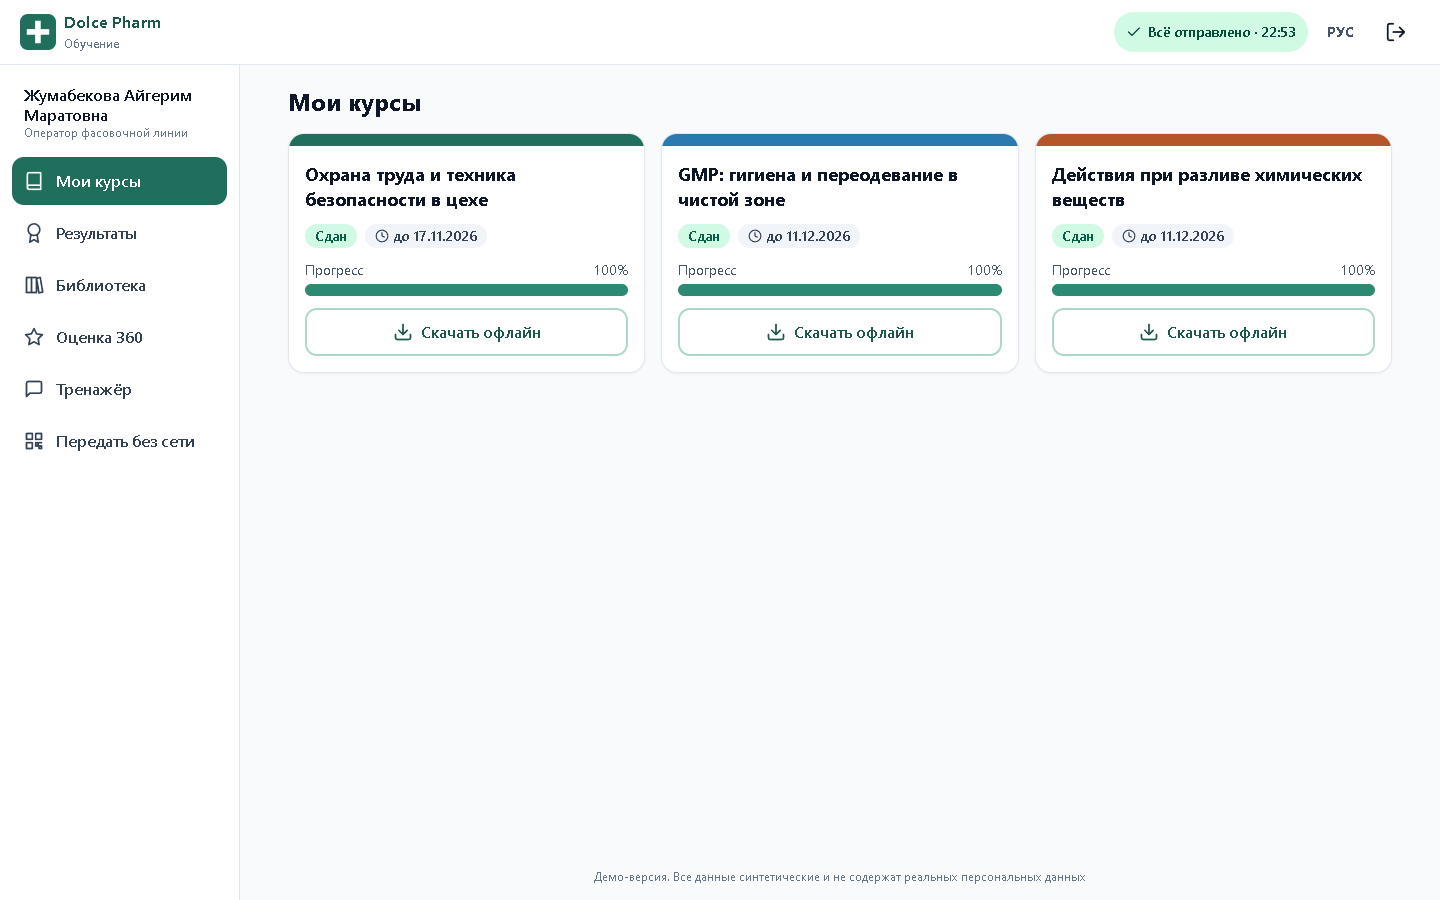 Dolce Pharm
Обучение
Всё отправлено · 22:53
РУС
Жумабекова Айгерим
Маратовна
Оператор фасовочной линии
Мои курсы
Результаты
Библиотека
Оценка 360
Тренажёр
Передать без сети
Мои курсы
Охрана труда и техника
безопасности в цехе
Сдан
до 17.11.2026
Прогресс
100%
Скачать офлайн
GMP: гигиена и переодевание в
чистой зоне
Сдан
до 11.12.2026
Прогресс
100%
Скачать офлайн
Действия при разливе химических
веществ
Сдан
до 11.12.2026
Прогресс
100%
Скачать офлайн
Демо-версия. Все данные синтетические и не содержат реальных персональных данных